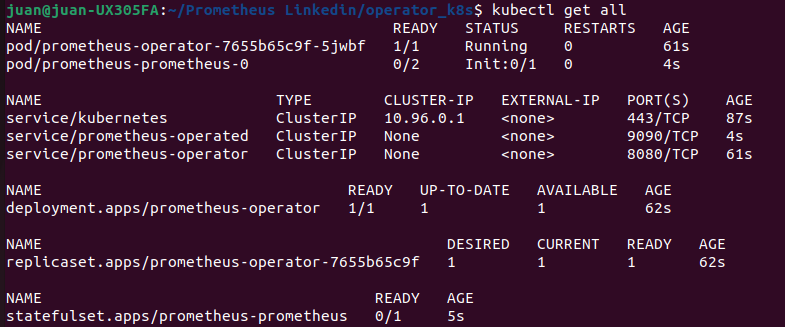 juan@juan-UX305FA:~/Prometheus Linkedin/operator_k8s$ kubectl get all
NAME READY STATUS RESTARTS AGE
pod/prometheus-operator-7655b65c9f-5jwbf 1/1 Running 0 61s
pod/prometheus-prometheus-0 0/2 Init:0/1 0 4s
NAME TYPE CLUSTER-IP EXTERNAL-IP PORT(S) AGE
service/kubernetes ClusterIP 10.96.0.1 <none> 443/TCP 87s
service/prometheus-operated ClusterIP None <none> 9090/TCP 4s
service/prometheus-operator ClusterIP None <none> 8080/TCP 61s
NAME READY UP-TO-DATE AVAILABLE AGE
deployment.apps/prometheus-operator 1/1 1 1 62s
NAME DESIRED CURRENT READY AGE
replicaset.apps/prometheus-operator-7655b65c9f 1 1 1 62s
NAME READY AGE
statefulset.apps/prometheus-prometheus 0/1 5s